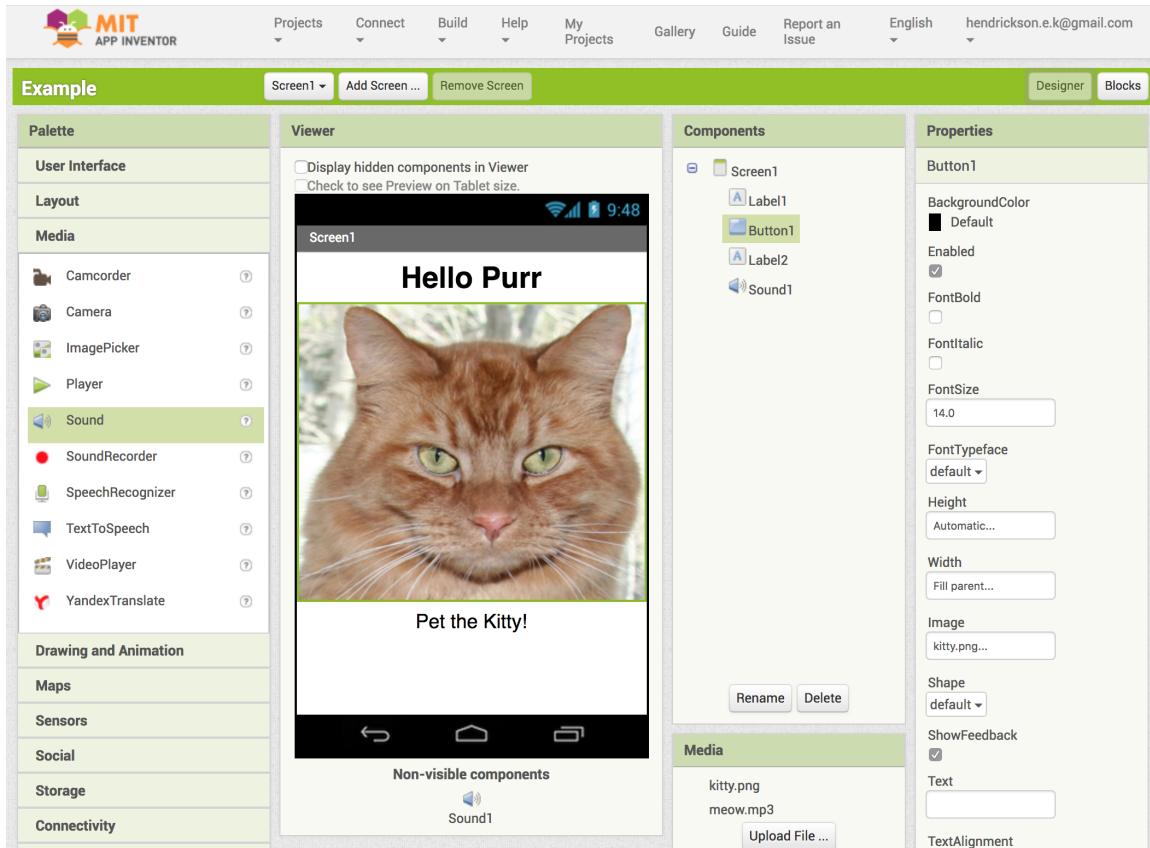 MIT
APP INVENTOR
Projects
Connect
Build
Help
My
Projects
Gallery
Guide
Report an
Issue
English
hendrickson.e.k@gmail.com
Example
Screen1
Add Screen ...
Remove Screen
Designer
Blocks
Palette
User Interface
Layout
Media
Camcorder
?
Camera
?
ImagePicker
?
Player
?
Sound
?
SoundRecorder
?
SpeechRecognizer
?
TextToSpeech
?
VideoPlayer
?
YandexTranslate
?
Drawing and Animation
Maps
Sensors
Social
Storage
Connectivity
Viewer
Display hidden components in Viewer
Check to see Preview on Tablet size.
9:48
Screen1
Hello Purr
Pet the Kitty!
Non-visible components
Sound1
Components
Screen1
A Label1
Button1
A Label2
Sound1
Rename
Delete
Media
kitty.png
meow.mp3
Upload File ...
Properties
Button1
BackgroundColor
Default
Enabled
FontBold
FontItalic
FontSize
14.0
FontTypeface
default
Height
Automatic...
Width
Fill parent...
Image
kitty.png...
Shape
default
ShowFeedback
Text
TextAlignment